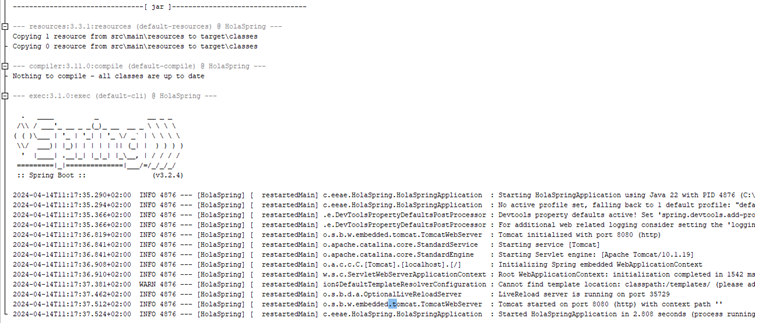 --------------------------------[ jar ]---------------------------------
--- resources:3.3.1:resources (default-resources) @ HolaSpring ---
Copying 1 resource from src\main\resources to target\classes
Copying 0 resource from src\main\resources to target\classes
--- compiler:3.11.0:compile (default-compile) @ HolaSpring ---
Nothing to compile - all classes are up to date
--- exec:3.1.0:exec (default-cli) @ HolaSpring ---
:: Spring Boot ::                (v3.2.4)
2024-04-14T11:17:35.290+02:00  INFO 4876 --- [HolaSpring] [  restartedMain] c.eeae.HolaSpring.HolaSpringApplication  : Starting HolaSpringApplication using Java 22 with PID 4876 (C:\
2024-04-14T11:17:35.294+02:00  INFO 4876 --- [HolaSpring] [  restartedMain] c.eeae.HolaSpring.HolaSpringApplication  : No active profile set, falling back to 1 default profile: "defa
2024-04-14T11:17:35.366+02:00  INFO 4876 --- [HolaSpring] [  restartedMain] .e.DevToolsPropertyDefaultsPostProcessor : Devtools property defaults active! Set 'spring.devtools.add-pro
2024-04-14T11:17:35.366+02:00  INFO 4876 --- [HolaSpring] [  restartedMain] .e.DevToolsPropertyDefaultsPostProcessor : For additional web related logging consider setting the 'loggin
2024-04-14T11:17:36.819+02:00  INFO 4876 --- [HolaSpring] [  restartedMain] o.s.b.w.embedded.tomcat.TomcatWebServer  : Tomcat initialized with port 8080 (http)
2024-04-14T11:17:36.841+02:00  INFO 4876 --- [HolaSpring] [  restartedMain] o.apache.catalina.core.StandardService   : Starting service [Tomcat]
2024-04-14T11:17:36.841+02:00  INFO 4876 --- [HolaSpring] [  restartedMain] o.apache.catalina.core.StandardEngine    : Starting Servlet engine: [Apache Tomcat/10.1.19]
2024-04-14T11:17:36.908+02:00  INFO 4876 --- [HolaSpring] [  restartedMain] o.a.c.c.C.[Tomcat].[localhost].[/]       : Initializing Spring embedded WebApplicationContext
2024-04-14T11:17:36.910+02:00  INFO 4876 --- [HolaSpring] [  restartedMain] w.s.c.ServletWebServerApplicationContext : Root WebApplicationContext: initialization completed in 1542 ms
2024-04-14T11:17:37.381+02:00  WARN 4876 --- [HolaSpring] [  restartedMain] ion$DefaultTemplateResolverConfiguration : Cannot find template location: classpath:/templates/ (please ad
2024-04-14T11:17:37.462+02:00  INFO 4876 --- [HolaSpring] [  restartedMain] o.s.b.d.a.OptionalLiveReloadServer       : LiveReload server is running on port 35729
2024-04-14T11:17:37.512+02:00  INFO 4876 --- [HolaSpring] [  restartedMain] o.s.b.w.embedded.tomcat.TomcatWebServer  : Tomcat started on port 8080 (http) with context path ''
2024-04-14T11:17:37.524+02:00  INFO 4876 --- [HolaSpring] [  restartedMain] c.eeae.HolaSpring.HolaSpringApplication  : Started HolaSpringApplication in 2.808 seconds (process running